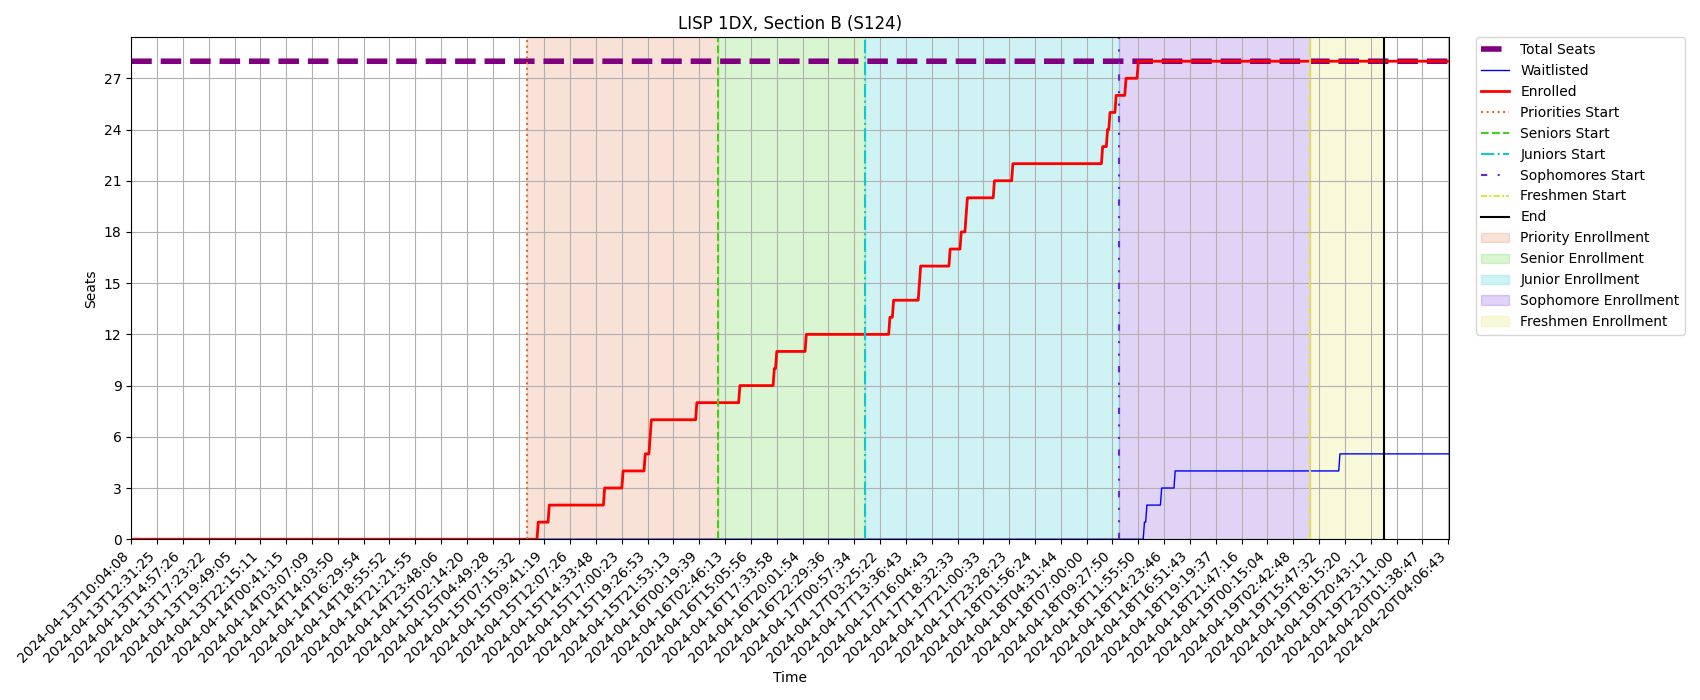 LISP 1DX, Section B (S124)
Total Seats
Waitlisted
Enrolled
Priorities Start
Seniors Start
Juniors Start
Sophomores Start
Freshmen Start
End
Priority Enrollment
Senior Enrollment
Junior Enrollment
Sophomore Enrollment
Freshmen Enrollment
Seats
27
24
21
18
15
12
9
6
3
0
2024-04-13T10:04:08
2024-04-13T12:31:25
2024-04-13T14:57:26
2024-04-13T17:23:22
2024-04-13T19:49:05
2024-04-13T22:15:11
2024-04-14T00:41:15
2024-04-14T03:07:09
2024-04-14T14:03:50
2024-04-14T16:29:54
2024-04-14T18:55:52
2024-04-14T21:21:55
2024-04-14T23:48:06
2024-04-15T02:14:20
2024-04-15T04:49:28
2024-04-15T07:15:32
2024-04-15T09:41:19
2024-04-15T12:07:26
2024-04-15T14:33:48
2024-04-15T17:00:23
2024-04-15T19:26:53
2024-04-15T21:53:13
2024-04-16T00:19:39
2024-04-16T02:46:13
2024-04-16T15:05:56
2024-04-16T17:33:58
2024-04-16T20:01:54
2024-04-16T22:29:36
2024-04-17T00:57:34
2024-04-17T03:25:22
2024-04-17T13:36:43
2024-04-17T16:04:43
2024-04-17T18:32:33
2024-04-17T21:00:33
2024-04-17T23:28:23
2024-04-18T01:56:24
2024-04-18T04:31:44
2024-04-18T07:00:00
2024-04-18T09:27:50
2024-04-18T11:55:50
2024-04-18T14:23:46
2024-04-18T16:51:43
2024-04-18T19:19:37
2024-04-18T21:47:16
2024-04-19T00:15:04
2024-04-19T02:42:48
2024-04-19T15:47:32
2024-04-19T18:15:20
2024-04-19T20:43:12
2024-04-19T23:11:00
2024-04-20T01:38:47
2024-04-20T04:06:43
Time